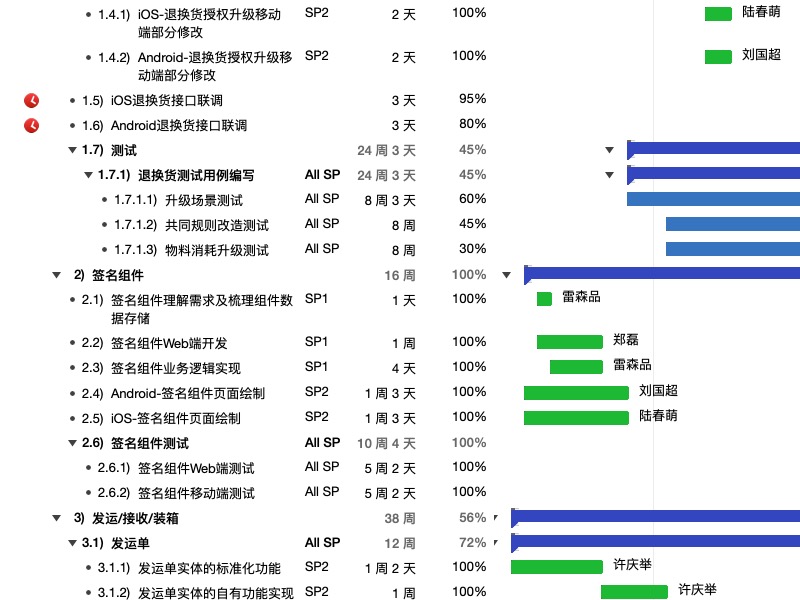 1.4.1) iOS-退换货授权升级移动 SP2 2 天 100% 陆春萌
端部分修改
1.4.2) Android-退换货授权升级移 SP2 2 天 100% 刘国超
动端部分修改
1.5) iOS退换货接口联调 3 天 95%
1.6) Android退换货接口联调 3 天 80%
1.7) 测试 24 周 3 天 45%
1.7.1) 退换货测试用例编写 All SP 24 周 3 天 45%
1.7.1.1) 升级场景测试 All SP 8 周 3 天 60%
1.7.1.2) 共同规则改造测试 All SP 8 周 45%
1.7.1.3) 物料消耗升级测试 All SP 8 周 30%
2) 签名组件 16 周 100%
2.1) 签名组件理解需求及梳理组件数 SP1 1 天 100% 雷森品
据存储
2.2) 签名组件Web端开发 SP1 1 周 100% 郑磊
2.3) 签名组件业务逻辑实现 SP1 4 天 100% 雷森品
2.4) Android-签名组件页面绘制 SP2 1 周 3 天 100% 刘国超
2.5) iOS-签名组件页面绘制 SP2 1 周 3 天 100% 陆春萌
2.6) 签名组件测试 All SP 10 周 4 天 100%
2.6.1) 签名组件Web端测试 All SP 5 周 2 天 100%
2.6.2) 签名组件移动端测试 All SP 5 周 2 天 100%
3) 发运/接收/装箱 38 周 56%
3.1) 发运单 All SP 12 周 72%
3.1.1) 发运单实体的标准化功能 SP2 1 周 2 天 100% 许庆举
3.1.2) 发运单实体的自有功能实现 SP2 1 周 100% 许庆举